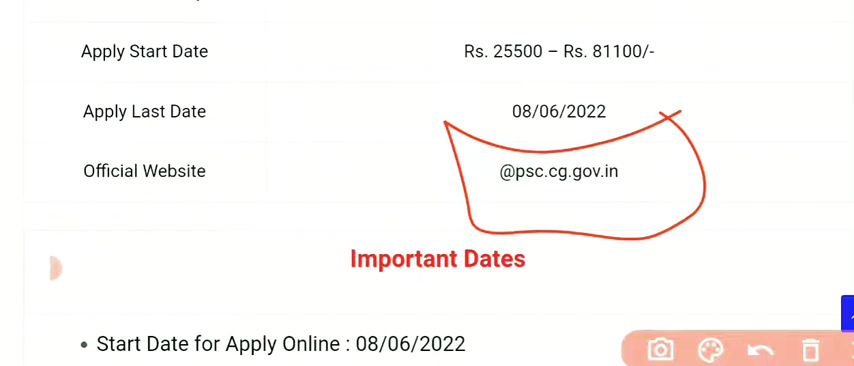 Apply Start Date Rs. 25500 – Rs. 81100/-
Apply Last Date 08/06/2022
Official Website @psc.cg.gov.in
Important Dates
• Start Date for Apply Online : 08/06/2022